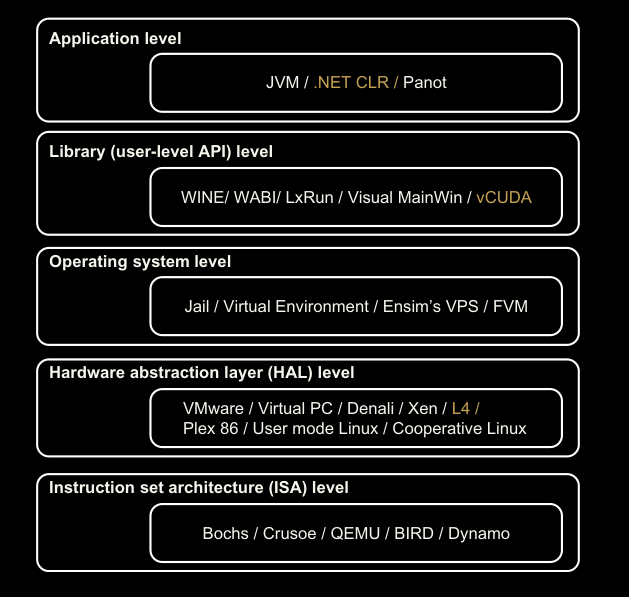 Application level
JVM / .NET CLR / Panot
Library (user-level API) level
WINE/ WABI/ LxRun / Visual MainWin / vCUDA
Operating system level
Jail / Virtual Environment / Ensim’s VPS / FVM
Hardware abstraction layer (HAL) level
VMware / Virtual PC / Denali / Xen / L4 /
Plex 86 / User mode Linux / Cooperative Linux
Instruction set architecture (ISA) level
Bochs / Crusoe / QEMU / BIRD / Dynamo